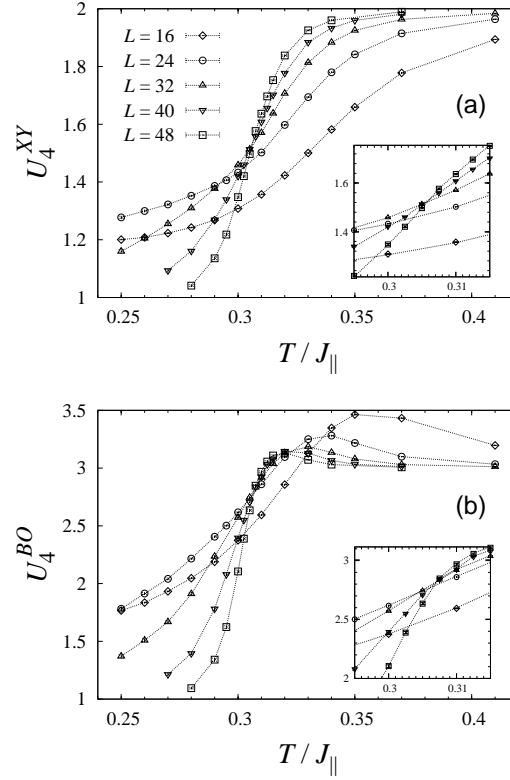 2
1.8
1.6
1.4
1.2
1
U_4^{XY}
L = 16
L = 24
L = 32
L = 40
L = 48
(a)
1.6
1.4
0.3 0.31
0.25 0.3 0.35 0.4
T / J_{||}
3.5
3
2.5
2
1.5
1
U_4^{BO}
(b)
3
2.5
2
0.3 0.31
0.25 0.3 0.35 0.4
T / J_{||}